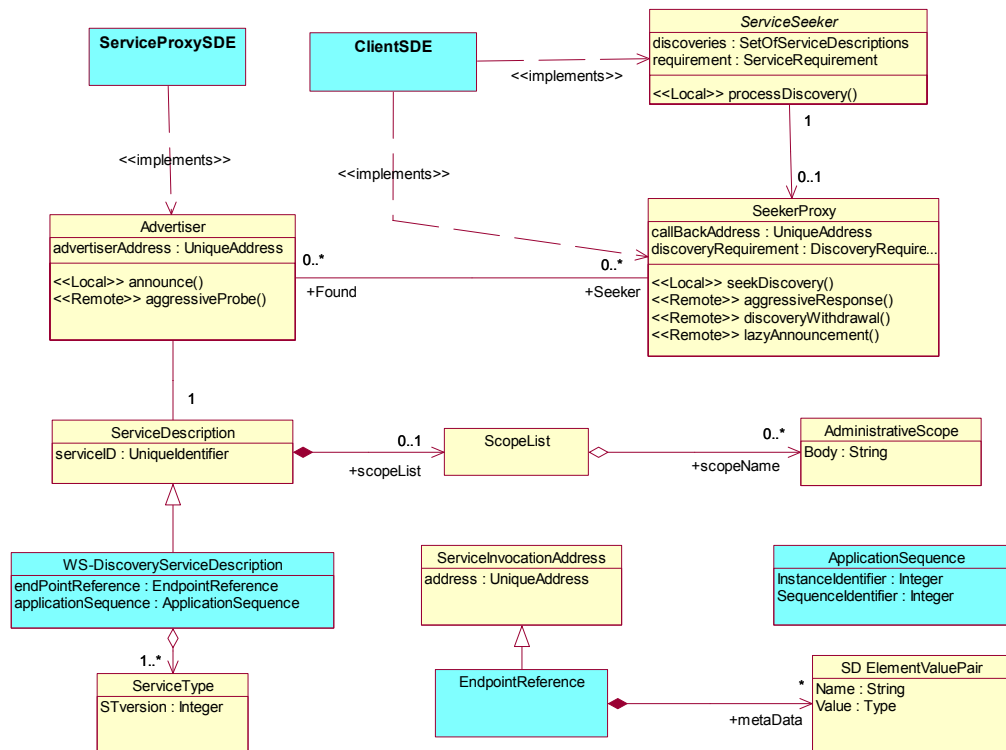 ServiceProxySDE
ClientSDE
ServiceSeeker
discoveries : SetOfServiceDescriptions
requirement : ServiceRequirement
<<Local>> processDiscovery()
<<implements>>
1
0..1
<<implements>>
<<implements>>
Advertiser
advertiserAddress : UniqueAddress
<<Local>> announce()
<<Remote>> aggressiveProbe()
0..*
+Found
0..*
+Seeker
SeekerProxy
callBackAddress : UniqueAddress
discoveryRequirement : DiscoveryRequire...
<<Local>> seekDiscovery()
<<Remote>> aggressiveResponse()
<<Remote>> discoveryWithdrawal()
<<Remote>> lazyAnnouncement()
1
ServiceDescription
serviceID : UniqueIdentifier
0..1
+scopeList
ScopeList
0..*
+scopeName
AdministrativeScope
Body : String
WS-DiscoveryServiceDescription
endPointReference : EndpointReference
applicationSequence : ApplicationSequence
ServiceInvocationAddress
address : UniqueAddress
ApplicationSequence
InstanceIdentifier : Integer
SequenceIdentifier : Integer
1..*
ServiceType
STversion : Integer
EndpointReference
*
+metaData
SD ElementValuePair
Name : String
Value : Type